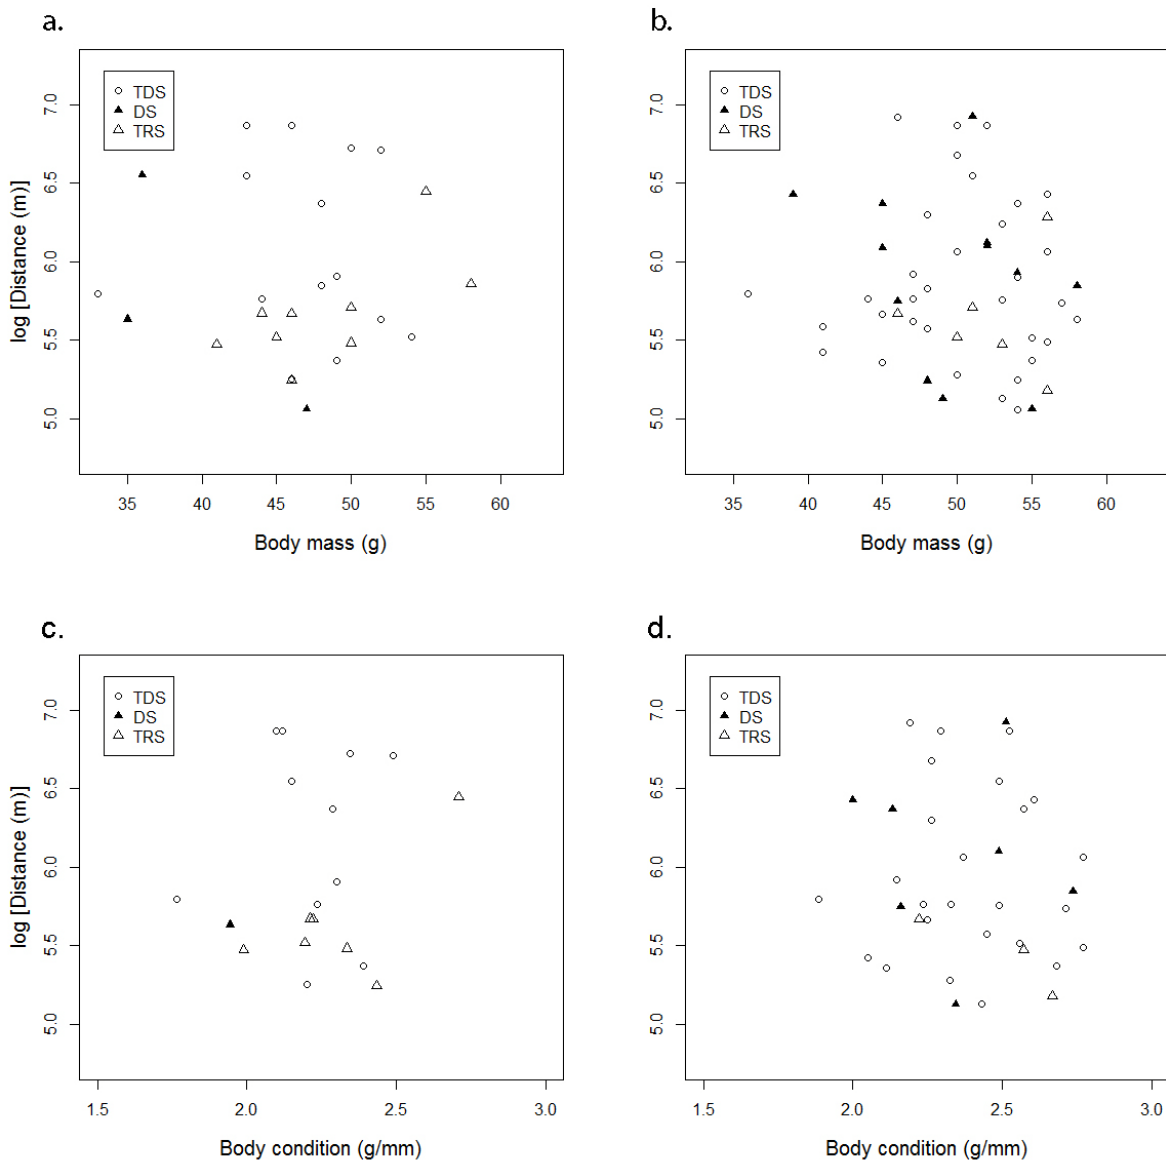 a.
TDS
DS
TRS
log [Distance (m)]
7.0
6.5
6.0
5.5
5.0
35 40 45 50 55 60
Body mass (g)
b.
TDS
DS
TRS
7.0
6.5
6.0
5.5
5.0
35 40 45 50 55 60
Body mass (g)
c.
TDS
DS
TRS
log [Distance (m)]
7.0
6.5
6.0
5.5
5.0
1.5 2.0 2.5 3.0
Body condition (g/mm)
d.
TDS
DS
TRS
7.0
6.5
6.0
5.5
5.0
1.5 2.0 2.5 3.0
Body condition (g/mm)